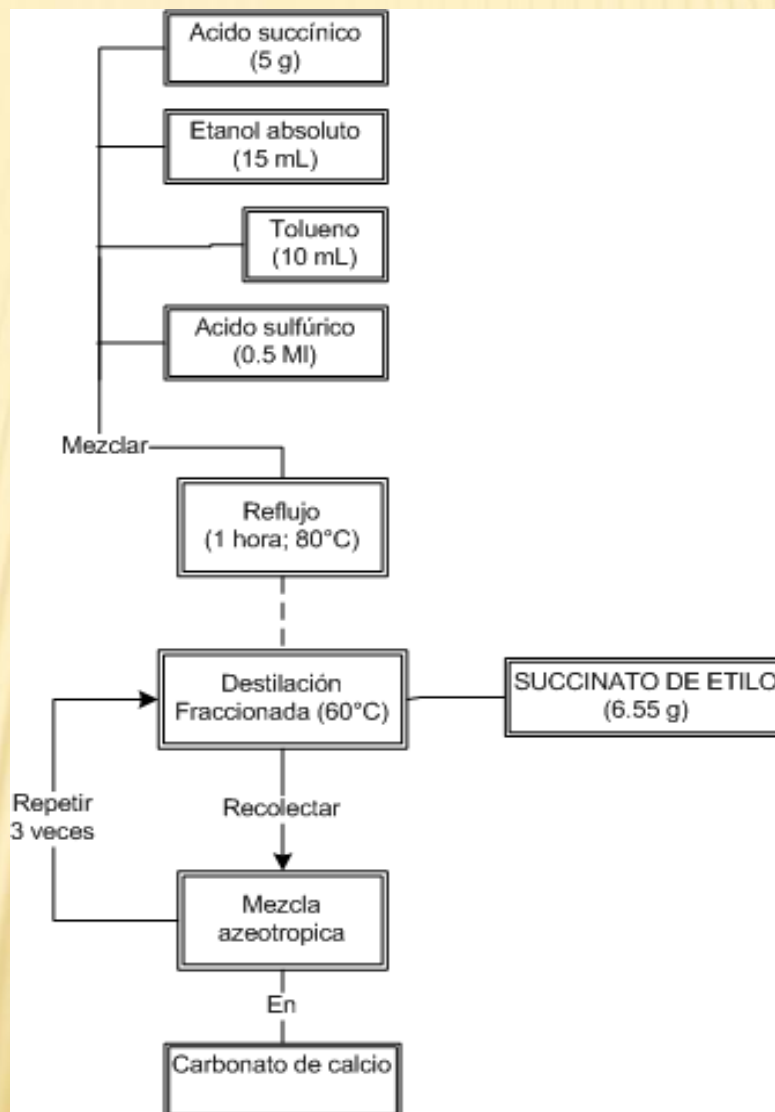 Acido succínico
(5 g)
Etanol absoluto
(15 mL)
Tolueno
(10 mL)
Acido sulfúrico
(0.5 Ml)
Mezclar
Reflujo
(1 hora; 80°C)
Destilación
Fraccionada (60°C)
SUCCINATO DE ETILO
(6.55 g)
Repetir
3 veces
Recolectar
Mezcla
azeotropica
En
Carbonato de calcio